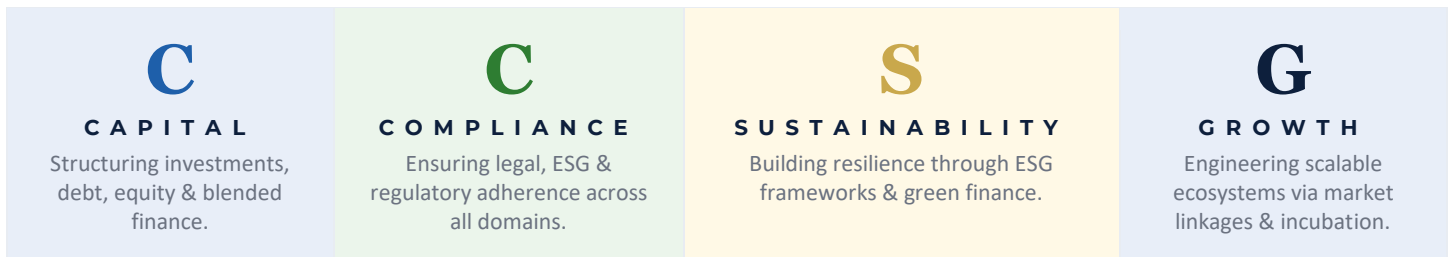 C
CAPITAL
Structuring investments,
debt, equity & blended
finance.
C
COMPLIANCE
Ensuring legal, ESG &
regulatory adherence across
all domains.
S
SUSTAINABILITY
Building resilience through ESG
frameworks & green finance.
G
GROWTH
Engineering scalable
ecosystems via market
linkages & incubation.